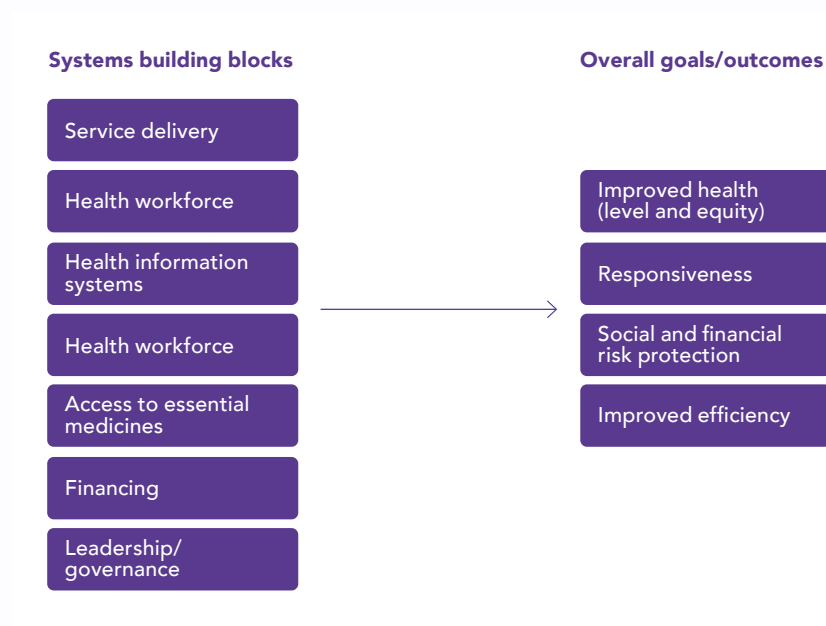 Systems building blocks
Service delivery
Health workforce
Health information
systems
Health workforce
Access to essential
medicines
Financing
Leadership/
governance
Overall goals/outcomes
Improved health
(level and equity)
Responsiveness
Social and financial
risk protection
Improved efficiency